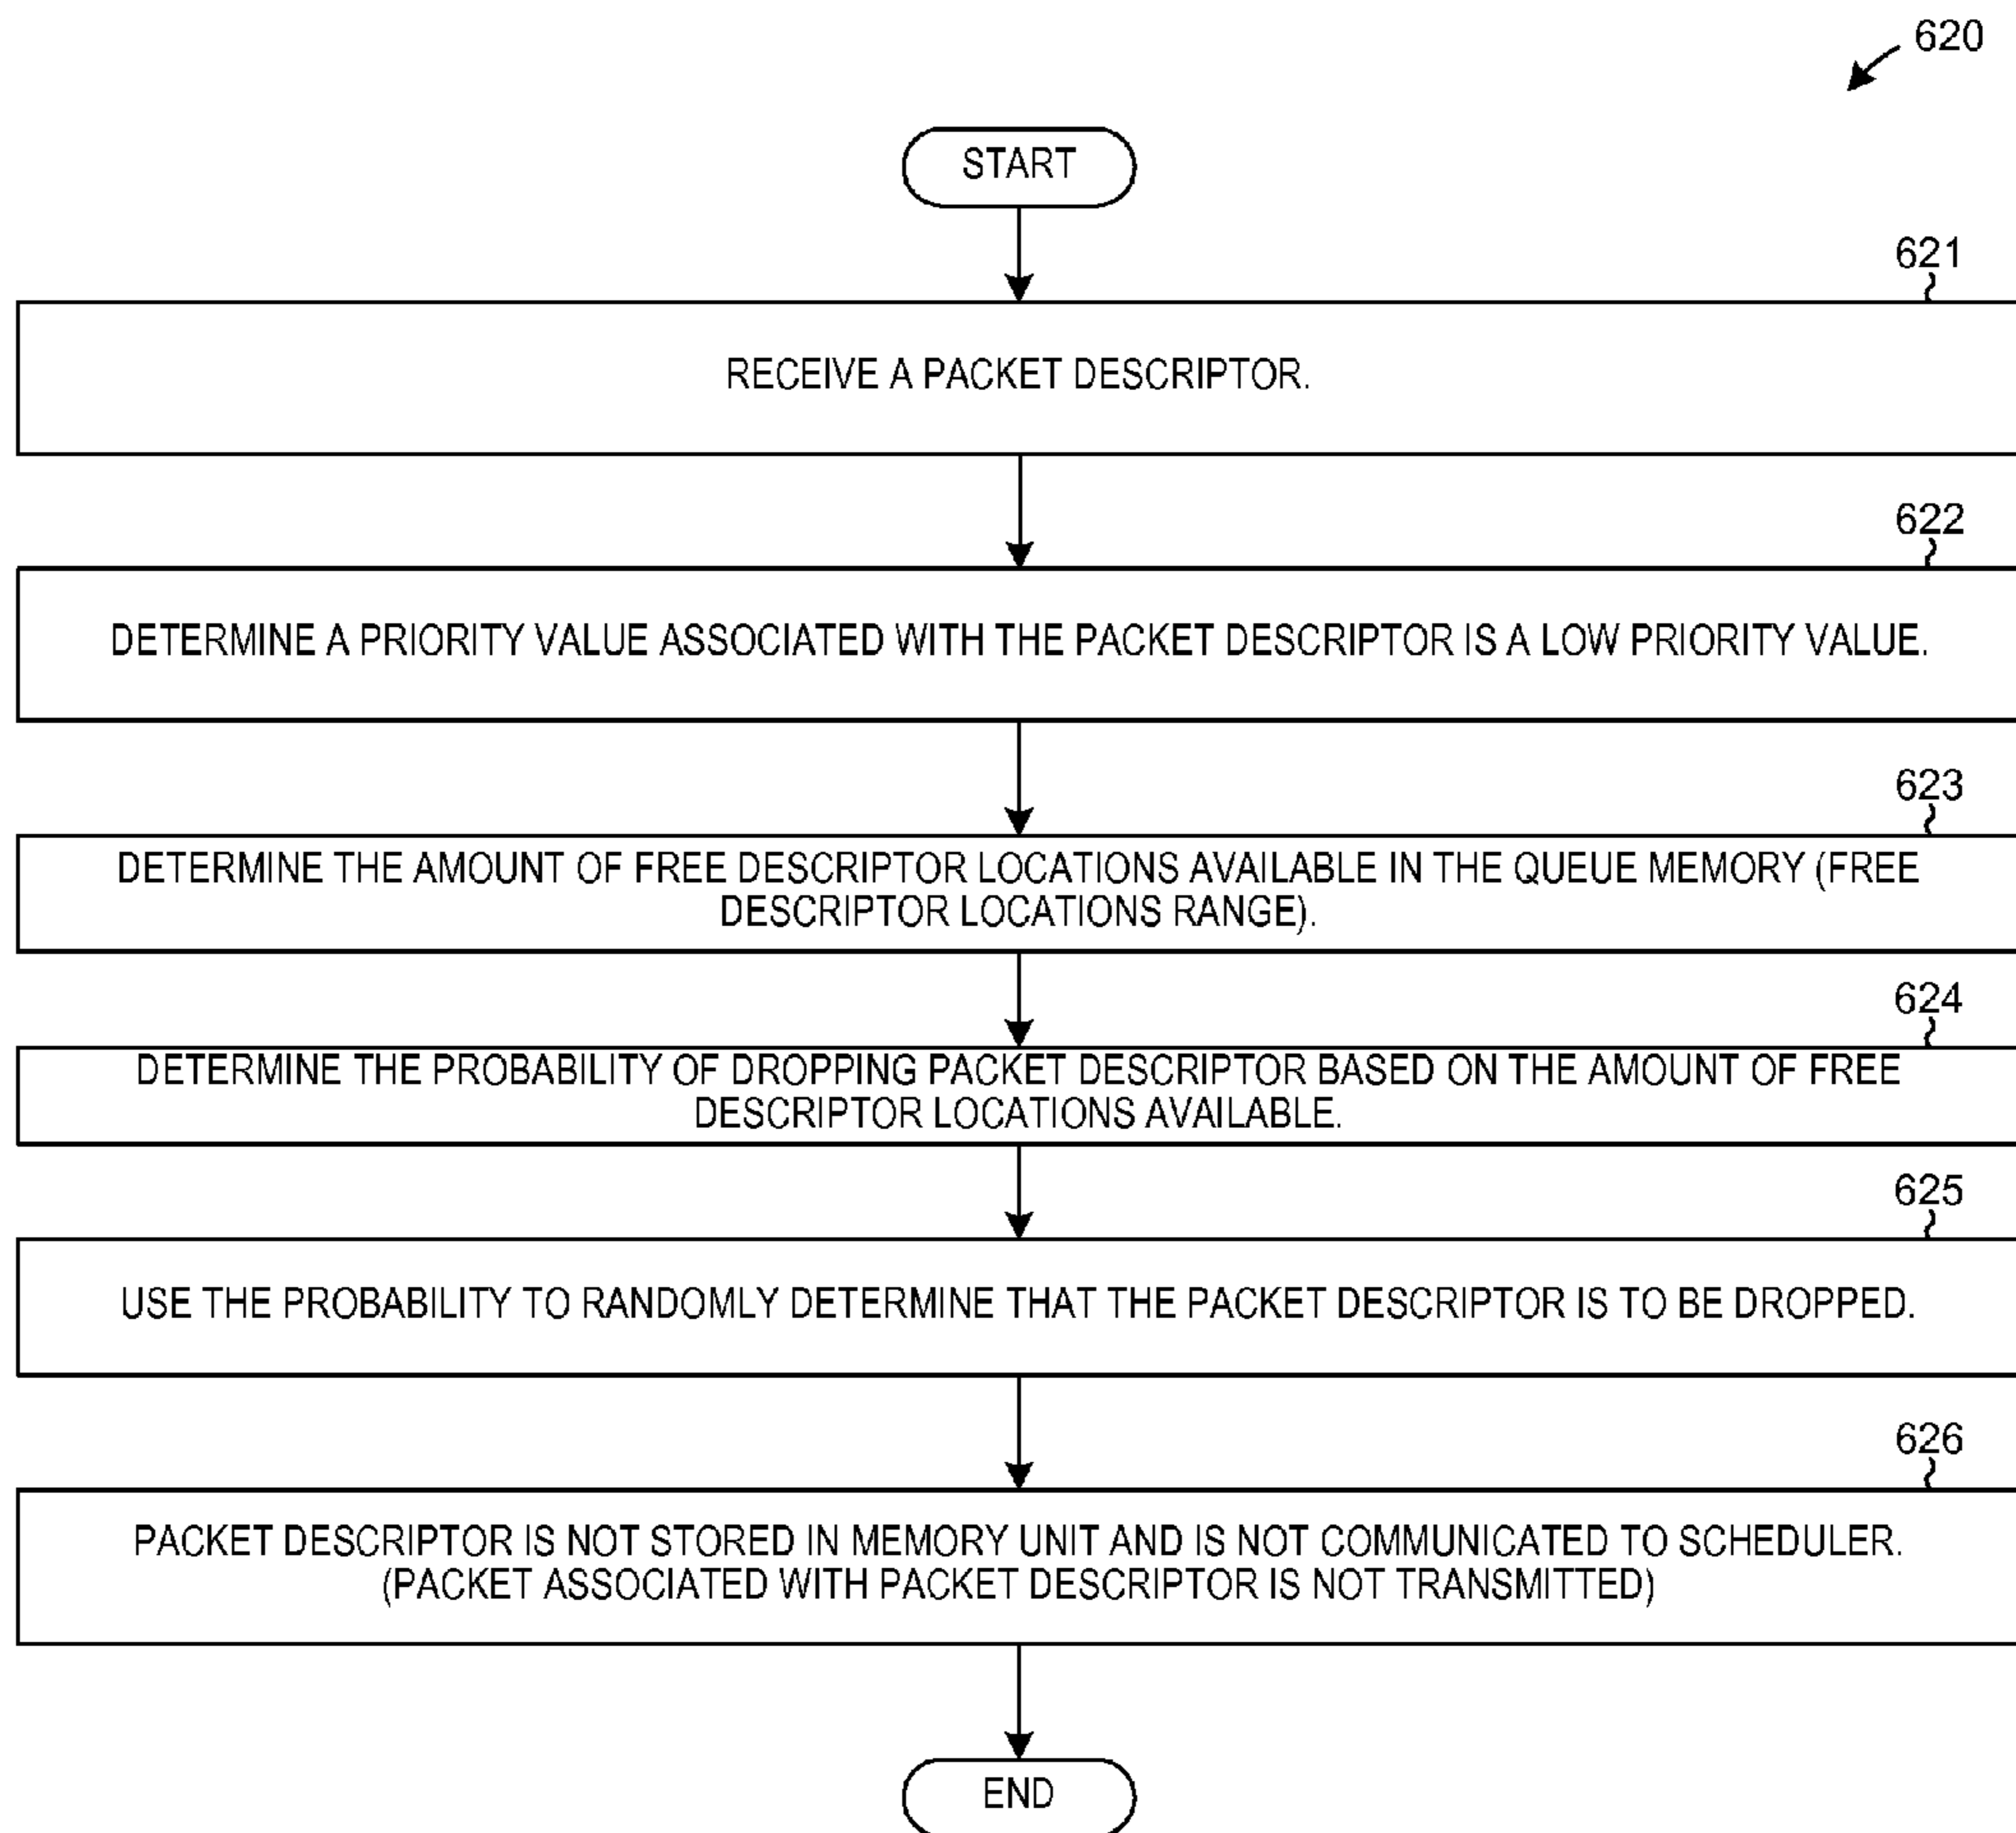 620
START
621
RECEIVE A PACKET DESCRIPTOR.
622
DETERMINE A PRIORITY VALUE ASSOCIATED WITH THE PACKET DESCRIPTOR IS A LOW PRIORITY VALUE.
623
DETERMINE THE AMOUNT OF FREE DESCRIPTOR LOCATIONS AVAILABLE IN THE QUEUE MEMORY (FREE
DESCRIPTOR LOCATIONS RANGE).
624
DETERMINE THE PROBABILITY OF DROPPING PACKET DESCRIPTOR BASED ON THE AMOUNT OF FREE
DESCRIPTOR LOCATIONS AVAILABLE.
625
USE THE PROBABILITY TO RANDOMLY DETERMINE THAT THE PACKET DESCRIPTOR IS TO BE DROPPED.
626
PACKET DESCRIPTOR IS NOT STORED IN MEMORY UNIT AND IS NOT COMMUNICATED TO SCHEDULER.
(PACKET ASSOCIATED WITH PACKET DESCRIPTOR IS NOT TRANSMITTED)
END